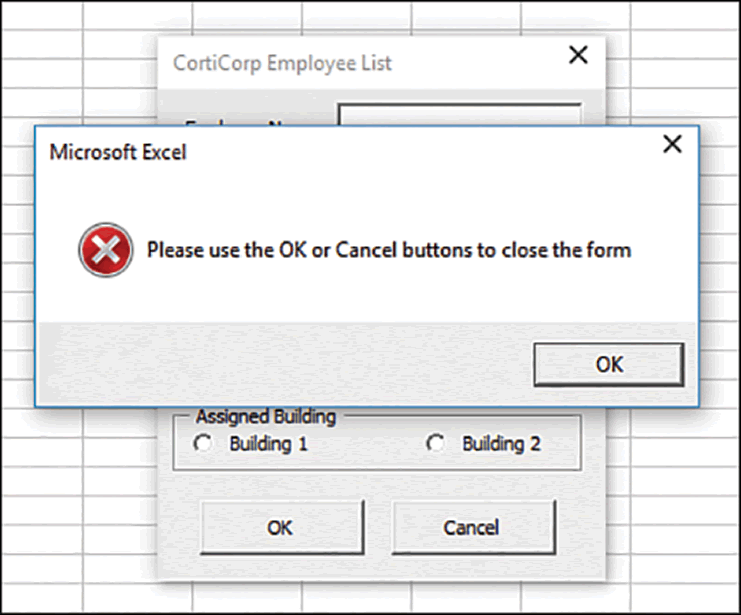 CortiCorp Employee List
Microsoft Excel
Please use the OK or Cancel buttons to close the form
OK
Assigned Building
Building 1 Building 2
OK Cancel